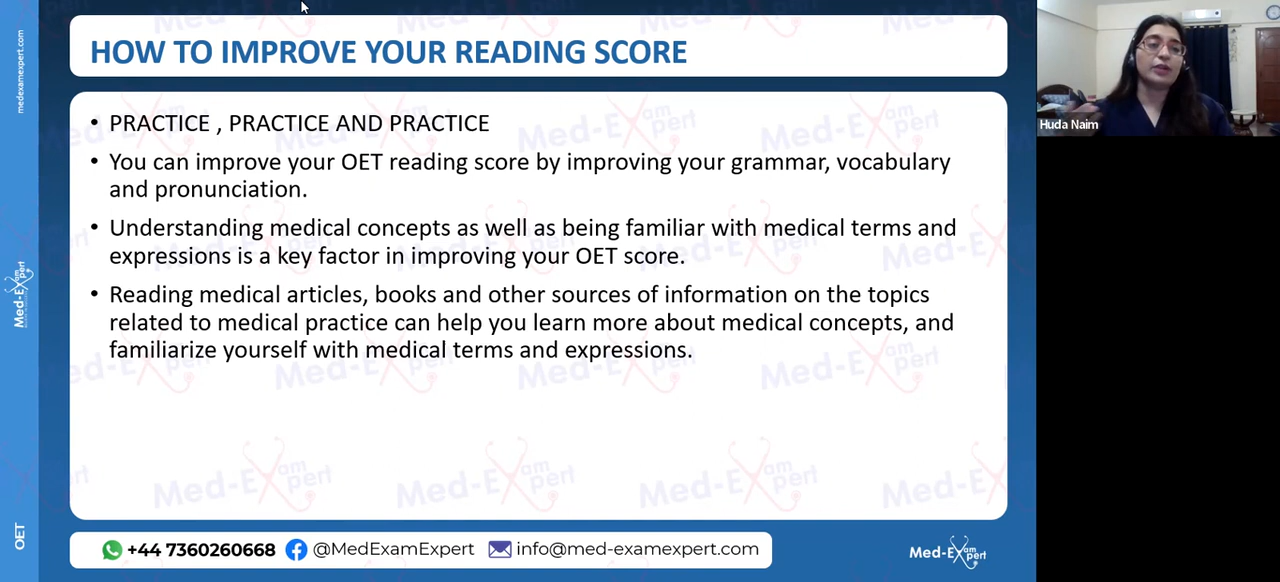 medexamexpert.com
Med-Exam Expert
OET
HOW TO IMPROVE YOUR READING SCORE
• PRACTICE , PRACTICE AND PRACTICE
• You can improve your OET reading score by improving your grammar, vocabulary
and pronunciation.
• Understanding medical concepts as well as being familiar with medical terms and
expressions is a key factor in improving your OET score.
• Reading medical articles, books and other sources of information on the topics
related to medical practice can help you learn more about medical concepts, and
familiarize yourself with medical terms and expressions.
+44 7360260668 @MedExamExpert info@med-examexpert.com
Med-Exam Expert
Huda Naim